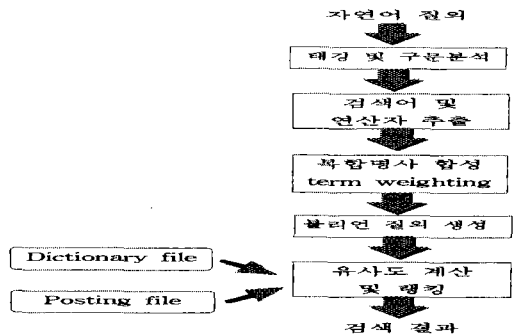 자연어 질의
태깅 및 구문분석
검색어 및
연산자 추출
복합명사 합성
term weighting
불리언 질의 생성
Dictionary file
Posting file
유사도 계산
및 랭킹
검색 결과